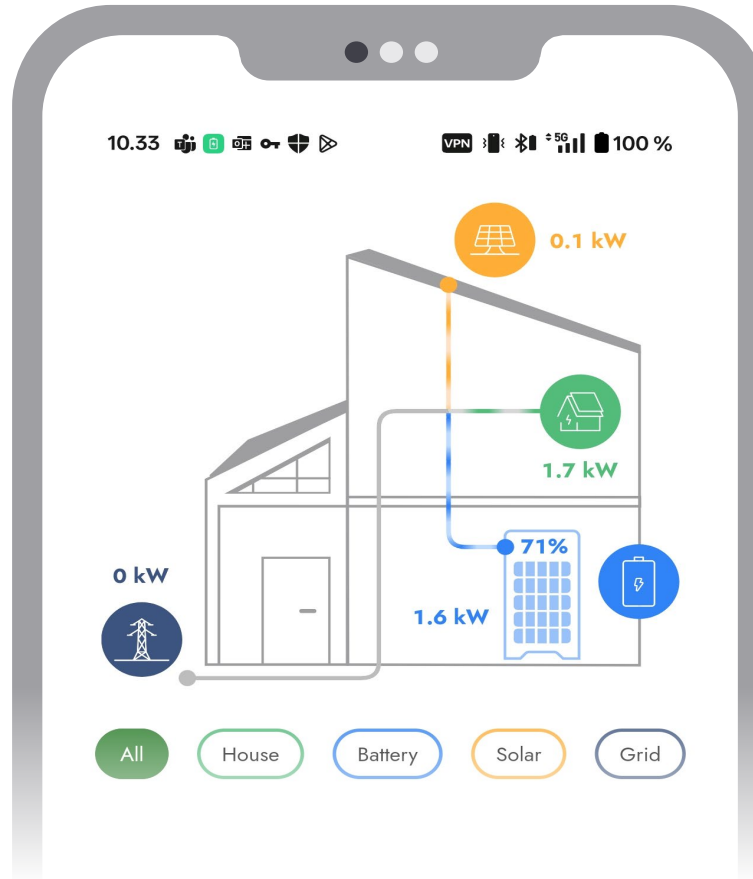 10.33 VPN 5G 100 %
0.1 kW
1.7 kW
71%
0 kW
1.6 kW
All House Battery Solar Grid